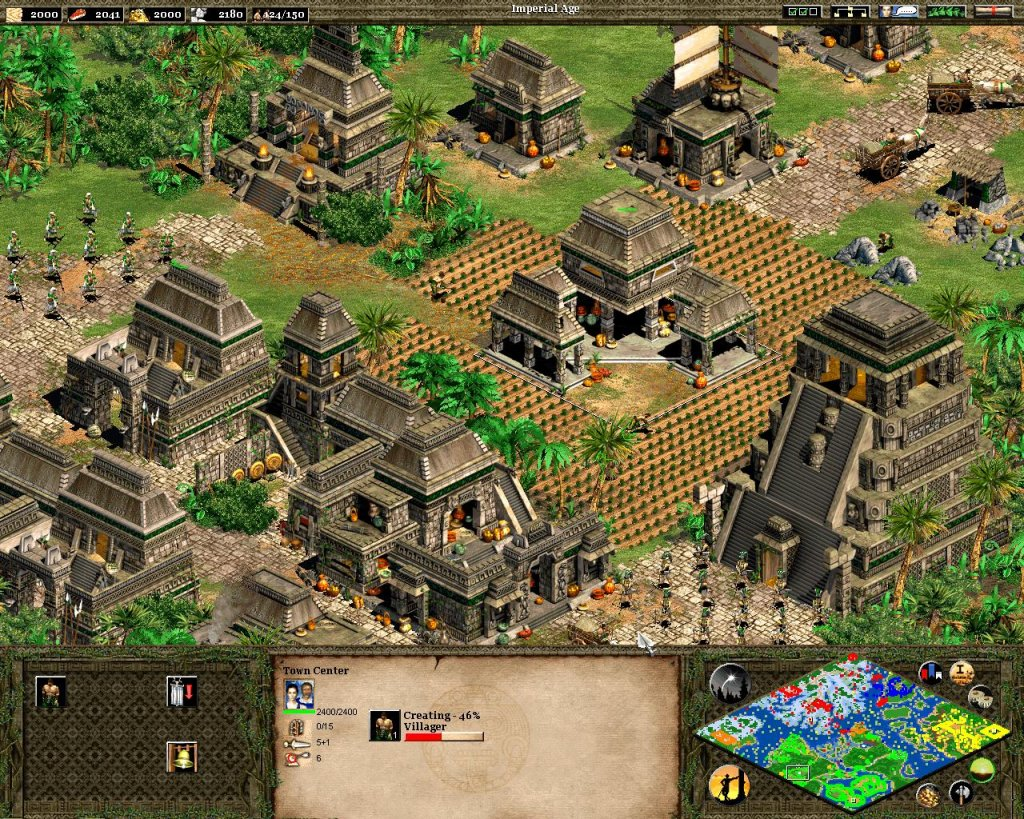 2000 2041 2000 2180 124/150
Imperial Age
Town Center
2400/2400
0/15
5+1
6
Creating - 46%
Villager
1